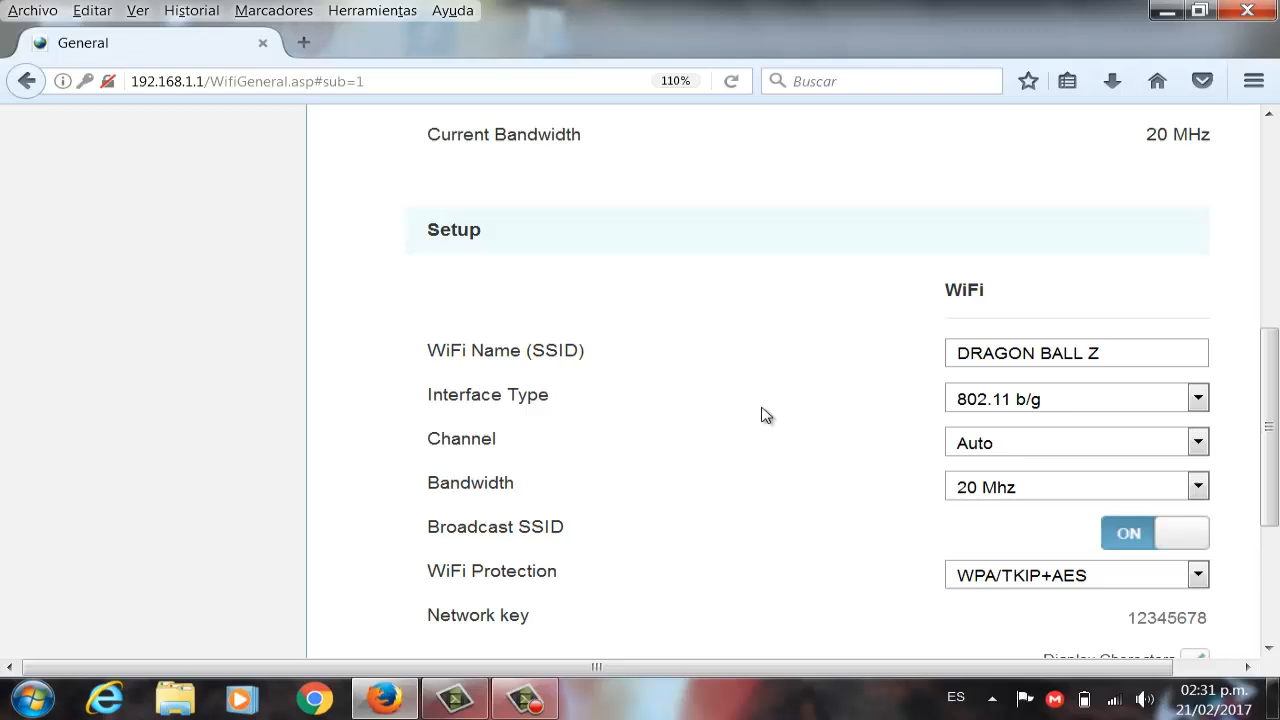 Archivo Editar Ver Historial Marcadores Herramientas Ayuda
General
192.168.1.1/WifiGeneral.asp#sub=1
110%
Buscar
Current Bandwidth 20 MHz
Setup
WiFi
WiFi Name (SSID) DRAGON BALL Z
Interface Type 802.11 b/g
Channel Auto
Bandwidth 20 Mhz
Broadcast SSID ON
WiFi Protection WPA/TKIP+AES
Network key 12345678
Display Characters
ES
02:31 p.m.
21/02/2017